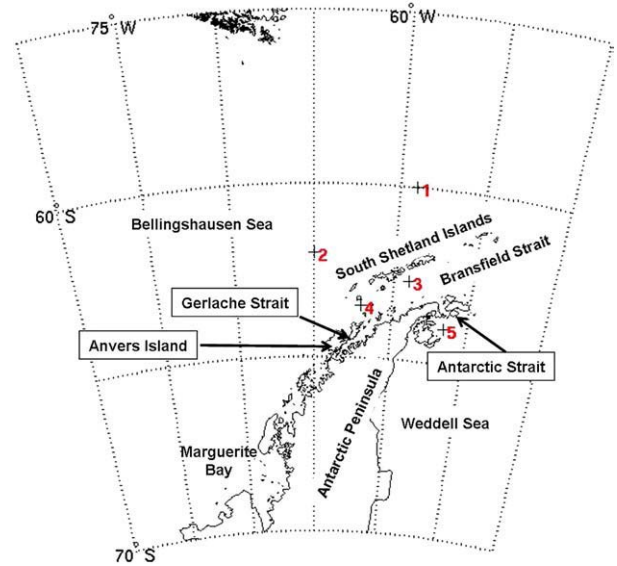 75° W
60° W
60° S
1
Bellingshausen Sea
South Shetland Islands
2
Bransfield Strait
3
Gerlache Strait
4
Anvers Island
5
Antarctic Strait
Antarctic Peninsula
Weddell Sea
Marguerite
Bay
70° S